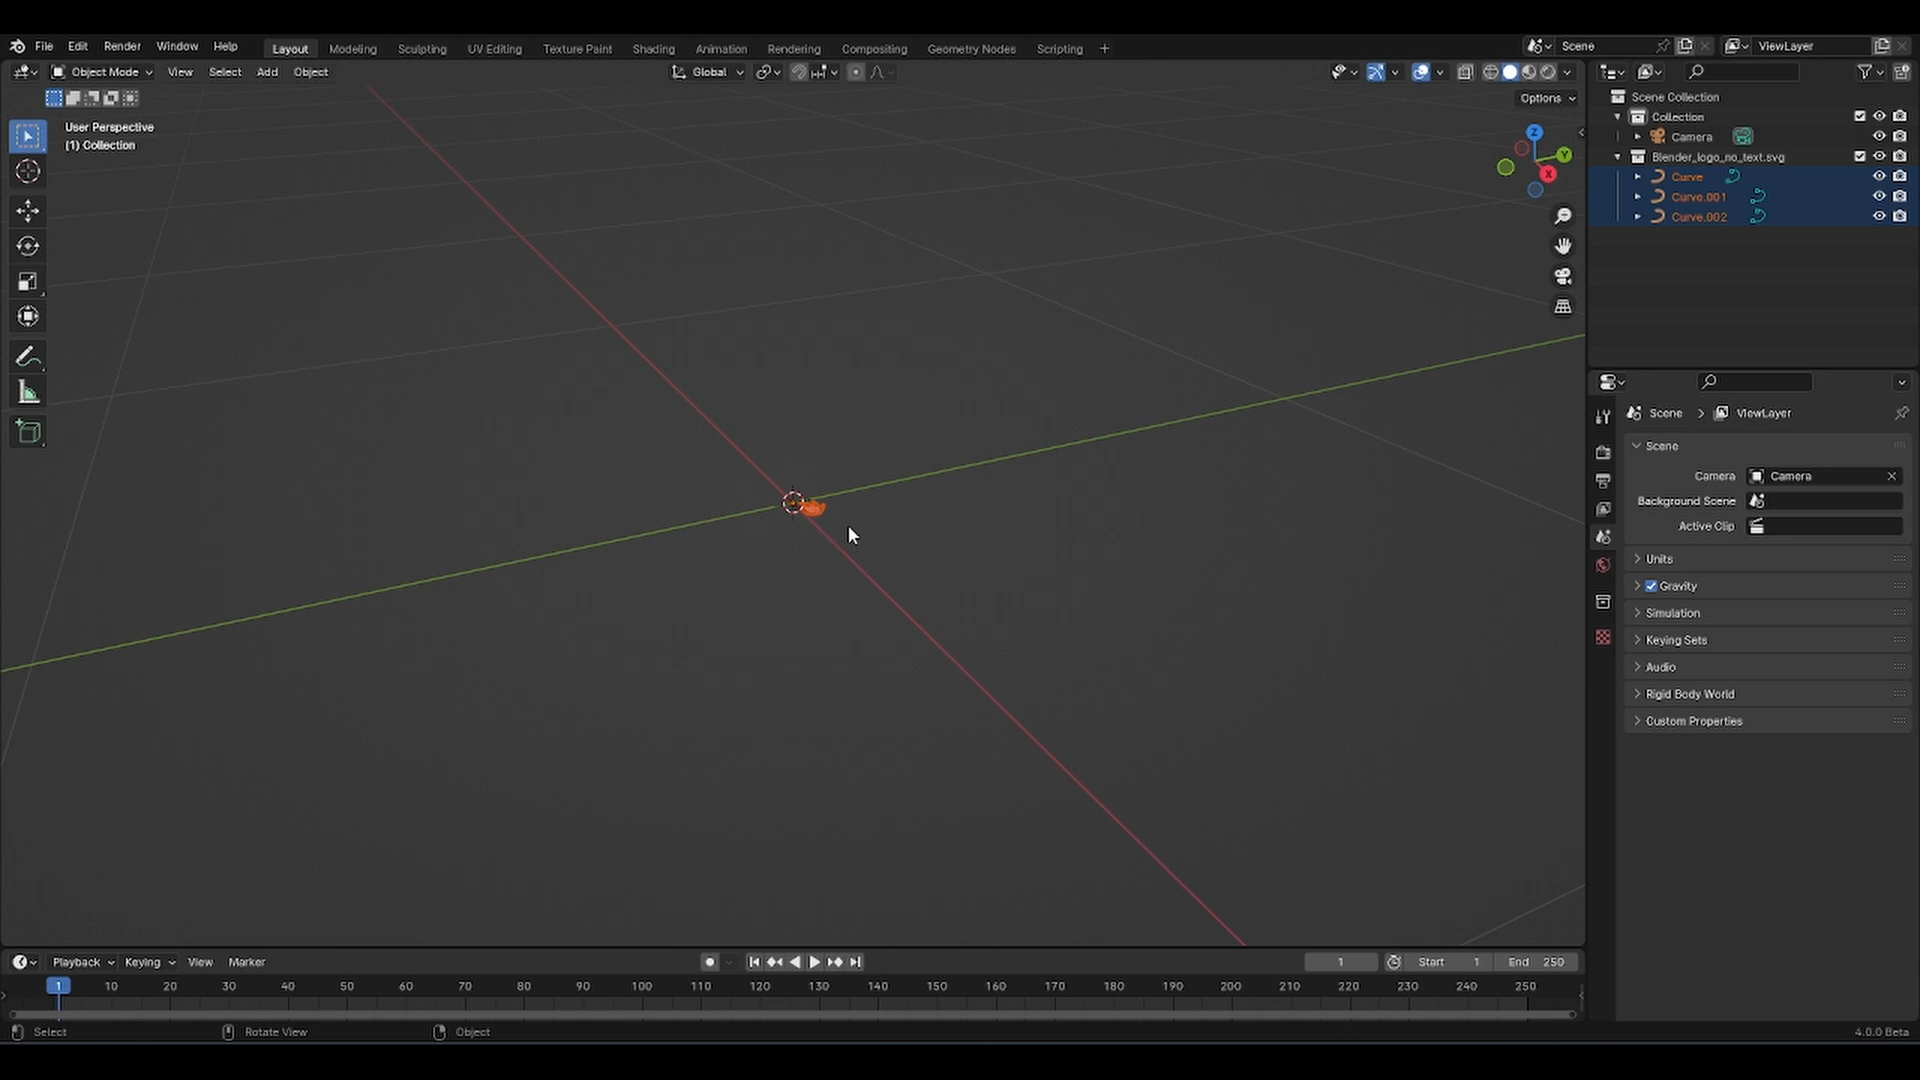 File Edit Render Window Help Layout Modeling Sculpting UV Editing Texture Paint Shading Animation Rendering Compositing Geometry Nodes Scripting + Scene ViewLayer
Object Mode View Select Add Object Global
Options
User Perspective
(1) Collection
Z
Y
X
Scene Collection
Collection
Camera
Blender_logo_no_text.svg
Curve
Curve.001
Curve.002
Scene > ViewLayer
Scene
Camera Camera
Background Scene
Active Clip
Units
Gravity
Simulation
Keying Sets
Audio
Rigid Body World
Custom Properties
Playback Keying View Marker 1 Start 1 End 250
1 10 20 30 40 50 60 70 80 90 100 110 120 130 140 150 160 170 180 190 200 210 220 230 240 250
Select Rotate View Object 4.0.0 Beta